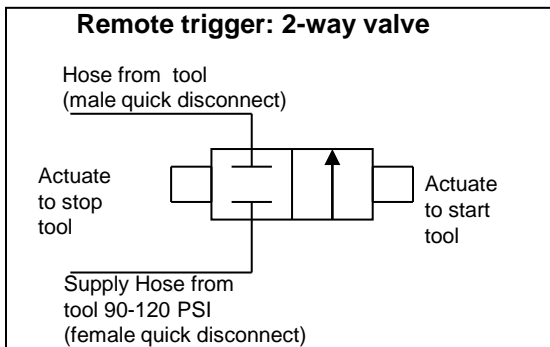 Remote trigger: 2-way valve
Hose from tool
(male quick disconnect)
Actuate
to stop
tool
Actuate
to start
tool
Supply Hose from
tool 90-120 PSI
(female quick disconnect)